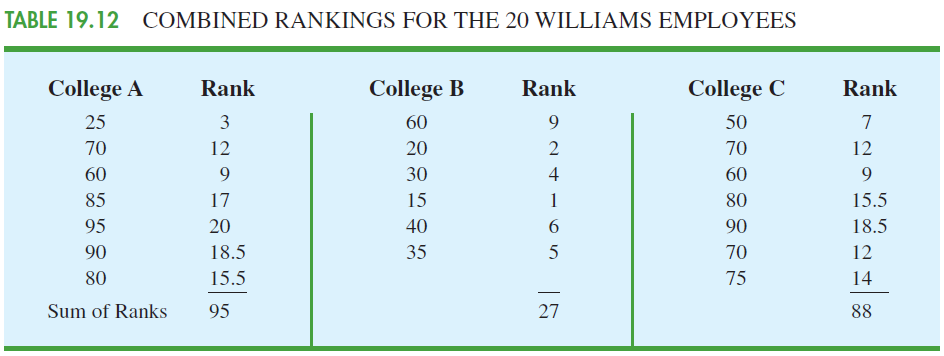 TABLE 19.12 COMBINED RANKINGS FOR THE 20 WILLIAMS EMPLOYEES
College A Rank College B Rank College C Rank
25 3 60 9 50 7
70 12 20 2 70 12
60 9 30 4 60 9
85 17 15 1 80 15.5
95 20 40 6 90 18.5
90 18.5 35 5 70 12
80 15.5 75 14
Sum of Ranks 95 27 88